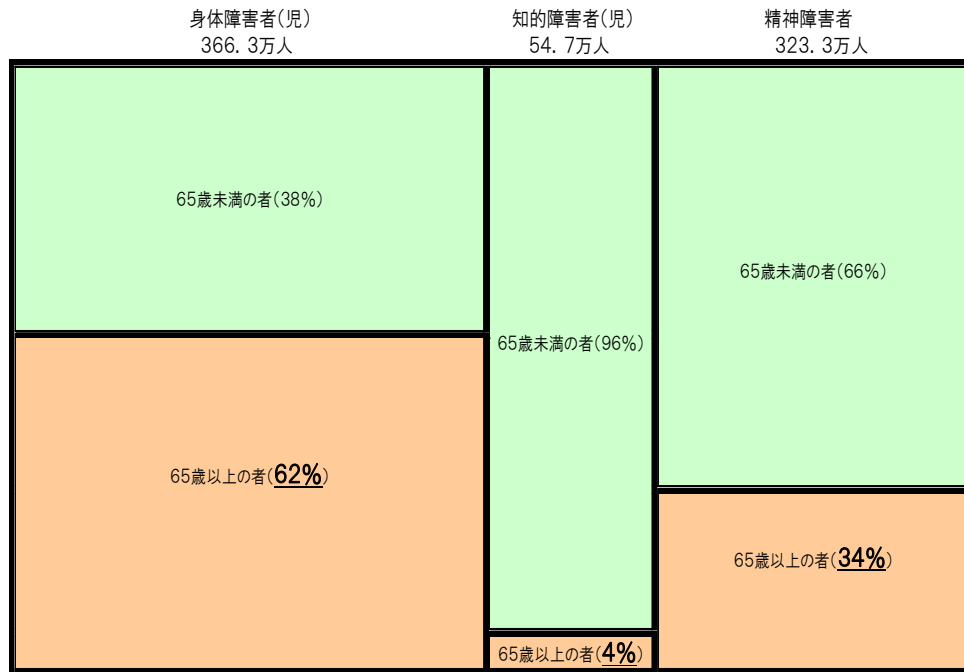 身体障害者(児)
366.3万人
知的障害者(児)
54.7万人
精神障害者
323.3万人
65歳未満の者(38%)
65歳以上の者(62%)
65歳未満の者(96%)
65歳以上の者(4%)
65歳未満の者(66%)
65歳以上の者(34%)